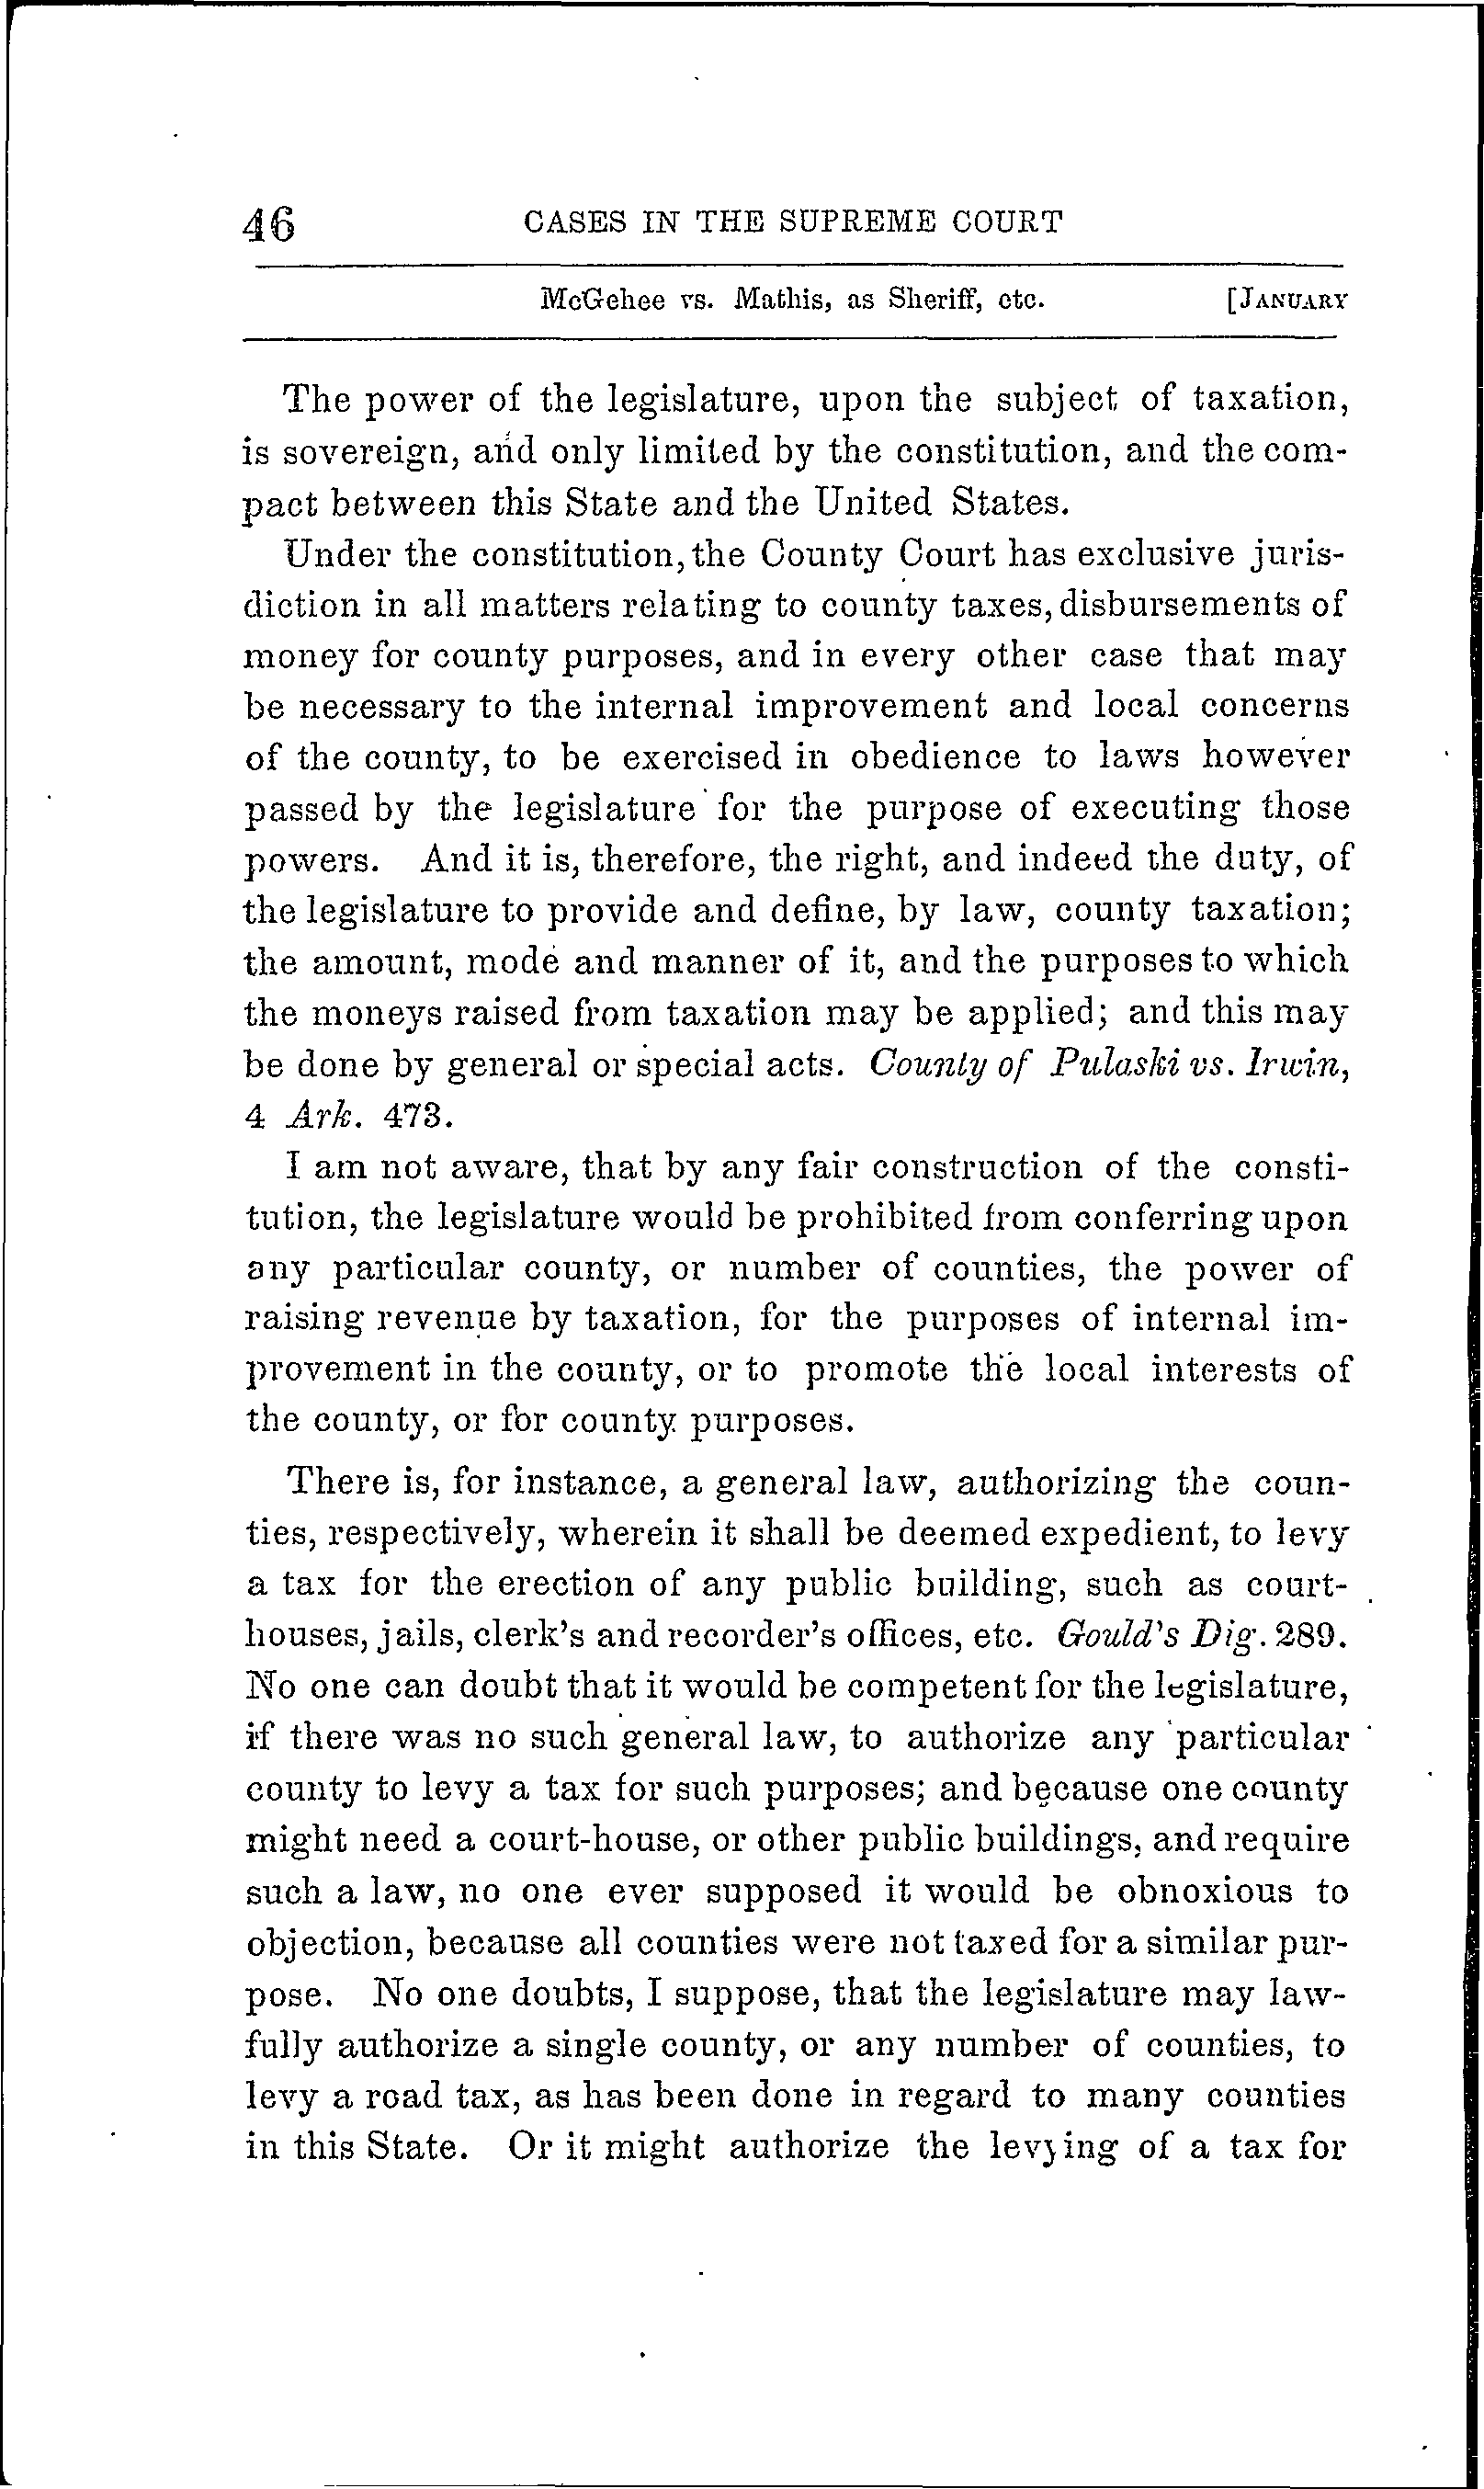 46 CASES IN THE SUPREME COURT
McGehee vs. Mathis, as Sheriff, etc. [JANUARY
The power of the legislature, upon the subject of taxation,
is sovereign, and only limited by the constitution, and the com-
pact between this State and the United States.
Under the constitution, the County Court has exclusive juris-
diction in all matters relating to county taxes, disbursements of
money for county purposes, and in every other case that may
be necessary to the internal improvement and local concerns
of the county, to be exercised in obedience to laws however
passed by the legislature for the purpose of executing those
powers. And it is, therefore, the right, and indeed the duty, of
the legislature to provide and define, by law, county taxation;
the amount, mode and manner of it, and the purposes to which
the moneys raised from taxation may be applied; and this may
be done by general or special acts. County of Pulaski vs. Irwin,
4 Ark. 473.
I am not aware, that by any fair construction of the consti-
tution, the legislature would be prohibited from conferring upon
any particular county, or number of counties, the power of
raising revenue by taxation, for the purposes of internal im-
provement in the county, or to promote the local interests of
the county, or for county purposes.
There is, for instance, a general law, authorizing the coun-
ties, respectively, wherein it shall be deemed expedient, to levy
a tax for the erection of any public building, such as court-
houses, jails, clerk's and recorder's offices, etc. Gould's Dig. 289.
No one can doubt that it would be competent for the legislature,
if there was no such general law, to authorize any particular
county to levy a tax for such purposes; and because one county
might need a court-house, or other public buildings, and require
such a law, no one ever supposed it would be obnoxious to
objection, because all counties were not taxed for a similar pur-
pose. No one doubts, I suppose, that the legislature may law-
fully authorize a single county, or any number of counties, to
levy a road tax, as has been done in regard to many counties
in this State. Or it might authorize the levying of a tax for